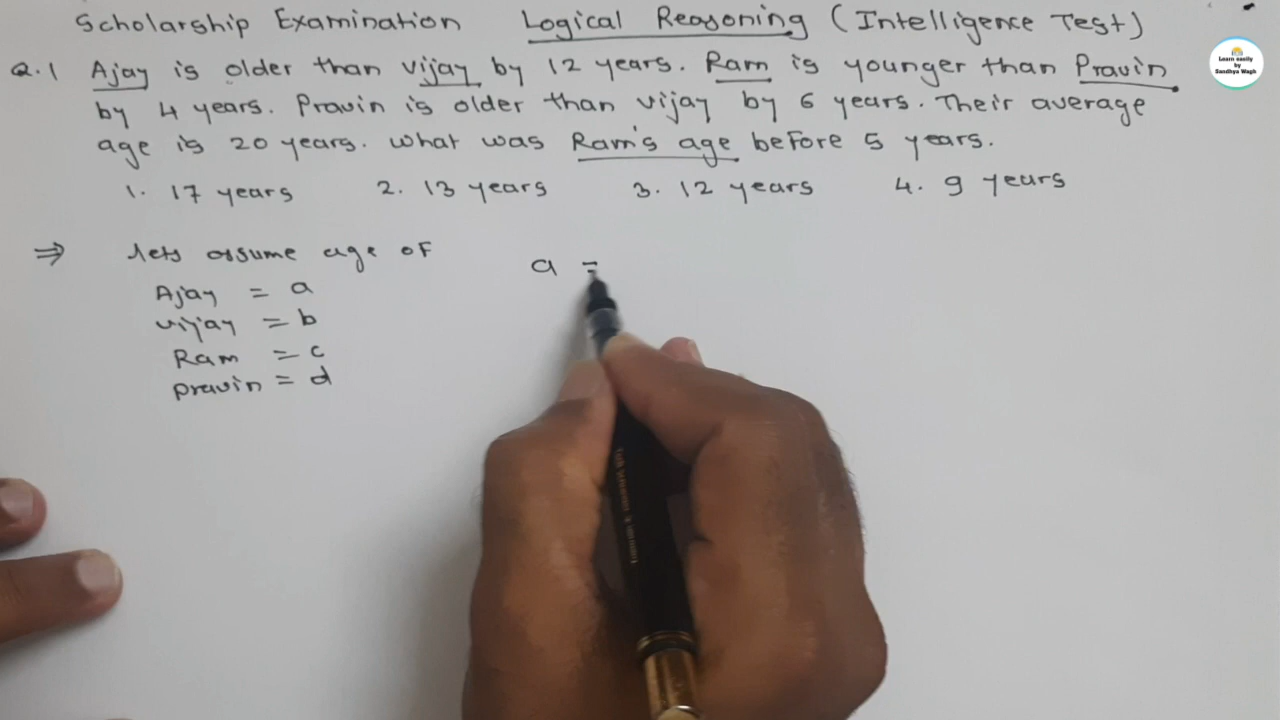 Scholarship Examination Logical Reasoning (Intelligence Test)
Q.1 Ajay is older than vijay by 12 years. Ram is younger than Pravin
by 4 years. Pravin is older than vijay by 6 years. Their average
age is 20 years. what was Ram's age before 5 years.
1. 17 years 2. 13 years 3. 12 years 4. 9 years
⇒ lets assume age of
Ajay = a
vijay = b
Ram = c
pravin = d
a =
Learn easily
by
Sandhya Wagh